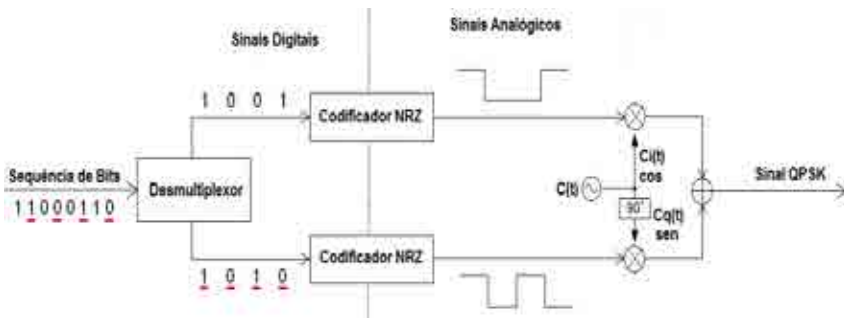 Sinais Digitais
Sinais Analógicos
1 0 0 1
Codificador NRZ
Sequência de Bits
11000110
Desmultiplexor
C(t)
Ci(t)
cos
90°
Cq(t)
sen
Sinal QPSK
1 0 1 0
Codificador NRZ